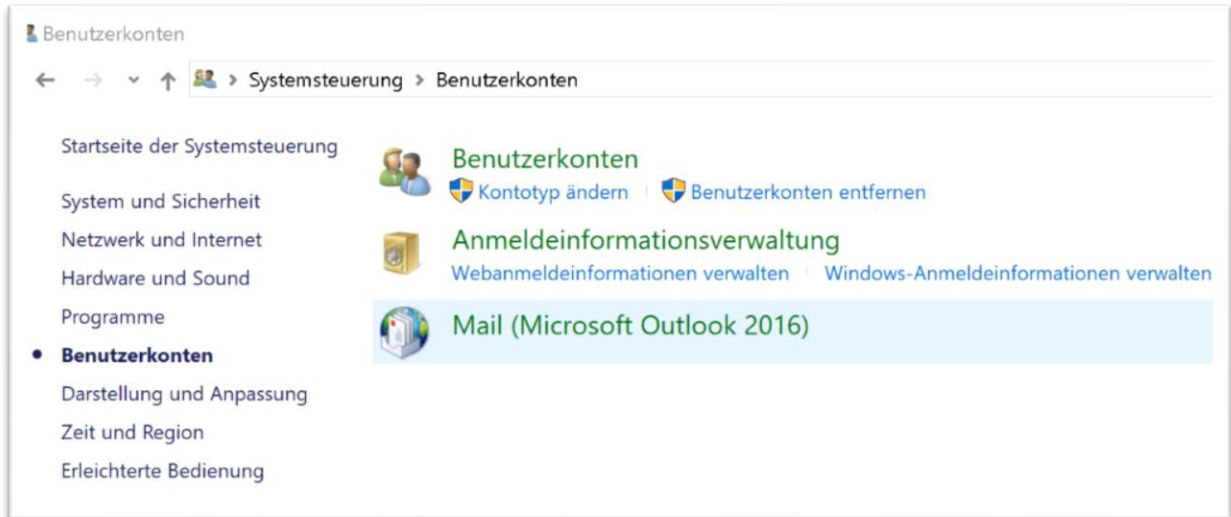 Benutzerkonten
Systemsteuerung > Benutzerkonten
Startseite der Systemsteuerung
System und Sicherheit
Netzwerk und Internet
Hardware und Sound
Programme
Benutzerkonten
Darstellung und Anpassung
Zeit und Region
Erleichterte Bedienung
Benutzerkonten
Kontotyp ändern | Benutzerkonten entfernen
Anmeldeinformationsverwaltung
Webanmeldeinformationen verwalten | Windows-Anmeldeinformationen verwalten
Mail (Microsoft Outlook 2016)